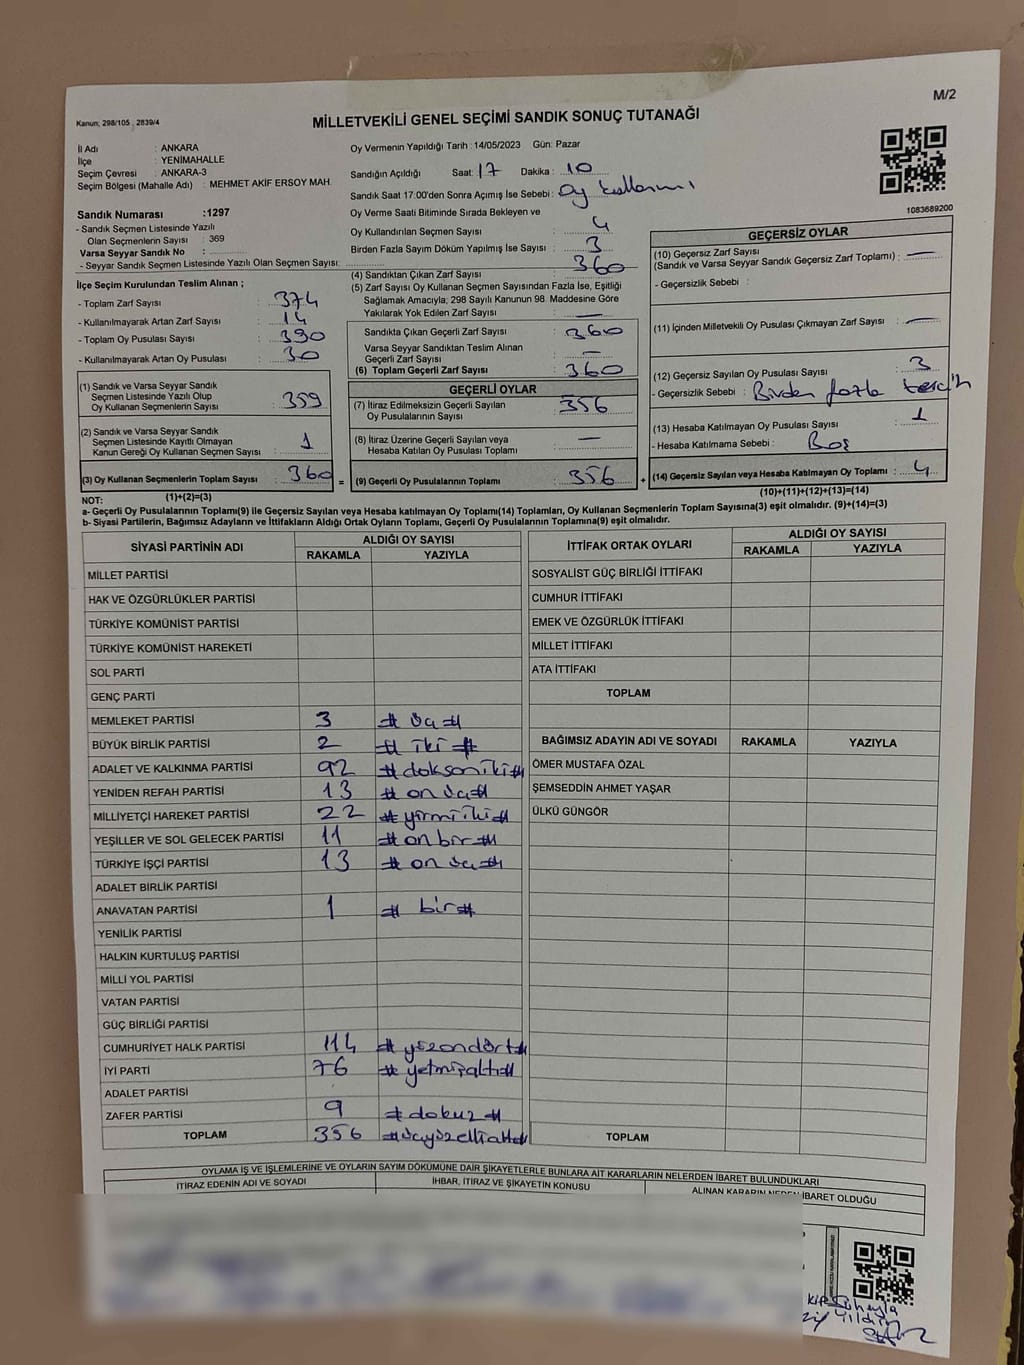 M/2
Kanun; 298/105 , 2839/4
MİLLETVEKİLİ GENEL SEÇİMİ SANDIK SONUÇ TUTANAĞI
İl Adı : ANKARA
İlçe : YENİMAHALLE
Seçim Çevresi : ANKARA-3
Seçim Bölgesi (Mahalle Adı) : MEHMET AKİF ERSOY MAH.
Sandık Numarası :1297
- Sandık Seçmen Listesinde Yazılı
Olan Seçmenlerin Sayısı : 369
Varsa Seyyar Sandık No :
- Seyyar Sandık Seçmen Listesinde Yazılı Olan Seçmen Sayısı:
Oy Vermenin Yapıldığı Tarih :14/05/2023 Gün: Pazar
Sandığın Açıldığı Saat: 17 Dakika : 10
Sandık Saat 17:00'den Sonra Açımış İse Sebebi : Oy kullanımı
Oy Verme Saati Bitiminde Sırada Bekleyen ve
Oy Kullandırılan Seçmen Sayısı : 4
Birden Fazla Sayım Döküm Yapılmış İse Sayısı : 3
1083689200
İlçe Seçim Kurulundan Teslim Alınan ;
- Toplam Zarf Sayısı : 374
- Kullanılmayarak Artan Zarf Sayısı : 14
- Toplam Oy Pusulası Sayısı : 390
- Kullanılmayarak Artan Oy Pusulası : 30
(4) Sandıktan Çıkan Zarf Sayısı : 360
(5) Zarf Sayısı Oy Kullanan Seçmen Sayısından Fazla İse, Eşitliği
Sağlamak Amacıyla; 298 Sayılı Kanunun 98. Maddesine Göre
Yakılarak Yok Edilen Zarf Sayısı : —
Sandıkta Çıkan Geçerli Zarf Sayısı : 360
Varsa Seyyar Sandıktan Teslim Alınan
Geçerli Zarf Sayısı : —
(6) Toplam Geçerli Zarf Sayısı : 360
GEÇERSİZ OYLAR
(10) Geçersiz Zarf Sayısı
(Sandık ve Varsa Seyyar Sandık Geçersiz Zarf Toplamı) : —
- Geçersizlik Sebebi :
(11) İçinden Milletvekili Oy Pusulası Çıkmayan Zarf Sayısı : —
(12) Geçersiz Sayılan Oy Pusulası Sayısı : 3
- Geçersizlik Sebebi : Birden fazla tercih
(13) Hesaba Katılmayan Oy Pusulası Sayısı : 1
- Hesaba Katılmama Sebebi : Boş
(14) Geçersiz Sayılan veya Hesaba Katılmayan Oy Toplamı : 4
(10)+(11)+(12)+(13)=(14)
(1) Sandık ve Varsa Seyyar Sandık
Seçmen Listesinde Yazılı Olup
Oy Kullanan Seçmenlerin Sayısı : 359
(2) Sandık ve Varsa Seyyar Sandık
Seçmen Listesinde Kayıtlı Olmayan
Kanun Gereği Oy Kullanan Seçmen Sayısı : 1
(3) Oy Kullanan Seçmenlerin Toplam Sayısı : 360 =
(1)+(2)=(3)
GEÇERLİ OYLAR
(7) İtiraz Edilmeksizin Geçerli Sayılan
Oy Pusulalarının Sayısı : 356
(8) İtiraz Üzerine Geçerli Sayılan veya
Hesaba Katılan Oy Pusulası Toplamı : —
(9) Geçerli Oy Pusulalarının Toplamı : 356 +
NOT:
a- Geçerli Oy Pusulalarının Toplamı(9) ile Geçersiz Sayılan veya Hesaba katılmayan Oy Toplamı(14) Toplamları, Oy Kullanan Seçmenlerin Toplam Sayısına(3) eşit olmalıdır. (9)+(14)=(3)
b- Siyasi Partilerin, Bağımsız Adayların ve İttifakların Aldığı Ortak Oyların Toplamı, Geçerli Oy Pusulalarının Toplamına(9) eşit olmalıdır.
SİYASİ PARTİNİN ADI ALDIĞI OY SAYISI
RAKAMLA YAZIYLA
MİLLET PARTİSİ
HAK VE ÖZGÜRLÜKLER PARTİSİ
TÜRKİYE KOMÜNİST PARTİSİ
TÜRKİYE KOMÜNİST HAREKETİ
SOL PARTİ
GENÇ PARTİ
MEMLEKET PARTİSİ 3 # üç #
BÜYÜK BİRLİK PARTİSİ 2 # iki #
ADALET VE KALKINMA PARTİSİ 92 # doksaniki #
YENİDEN REFAH PARTİSİ 13 # on üç #
MİLLİYETÇİ HAREKET PARTİSİ 22 # yirmiiki #
YEŞİLLER VE SOL GELECEK PARTİSİ 11 # on bir #
TÜRKİYE İŞÇİ PARTİSİ 13 # on üç #
ADALET BİRLİK PARTİSİ
ANAVATAN PARTİSİ 1 # bir #
YENİLİK PARTİSİ
HALKIN KURTULUŞ PARTİSİ
MİLLİ YOL PARTİSİ
VATAN PARTİSİ
GÜÇ BİRLİĞİ PARTİSİ
CUMHURİYET HALK PARTİSİ 114 # yüzondört #
İYİ PARTİ 76 # yetmişaltı #
ADALET PARTİSİ
ZAFER PARTİSİ 9 # dokuz #
TOPLAM 356 # üçyüzellialtı #
İTTİFAK ORTAK OYLARI ALDIĞI OY SAYISI
RAKAMLA YAZIYLA
SOSYALİST GÜÇ BİRLİĞİ İTTİFAKI
CUMHUR İTTİFAKI
EMEK VE ÖZGÜRLÜK İTTİFAKI
MİLLET İTTİFAKI
ATA İTTİFAKI
TOPLAM
BAĞIMSIZ ADAYIN ADI VE SOYADI RAKAMLA YAZIYLA
ÖMER MUSTAFA ÖZAL
ŞEMSEDDİN AHMET YAŞAR
ÜLKÜ GÜNGÖR
TOPLAM
OYLAMA İŞ VE İŞLEMLERİNE VE OYLARIN SAYIM DÖKÜMÜNE DAİR ŞİKAYETLERLE BUNLARA AİT KARARLARIN NELERDEN İBARET BULUNDUKLARI
İTİRAZ EDENİN ADI VE SOYADI İHBAR, İTİRAZ VE ŞİKAYETİN KONUSU ALINAN KARARIN NEDEN İBARET OLDUĞU
Süheyla
Yıldırım